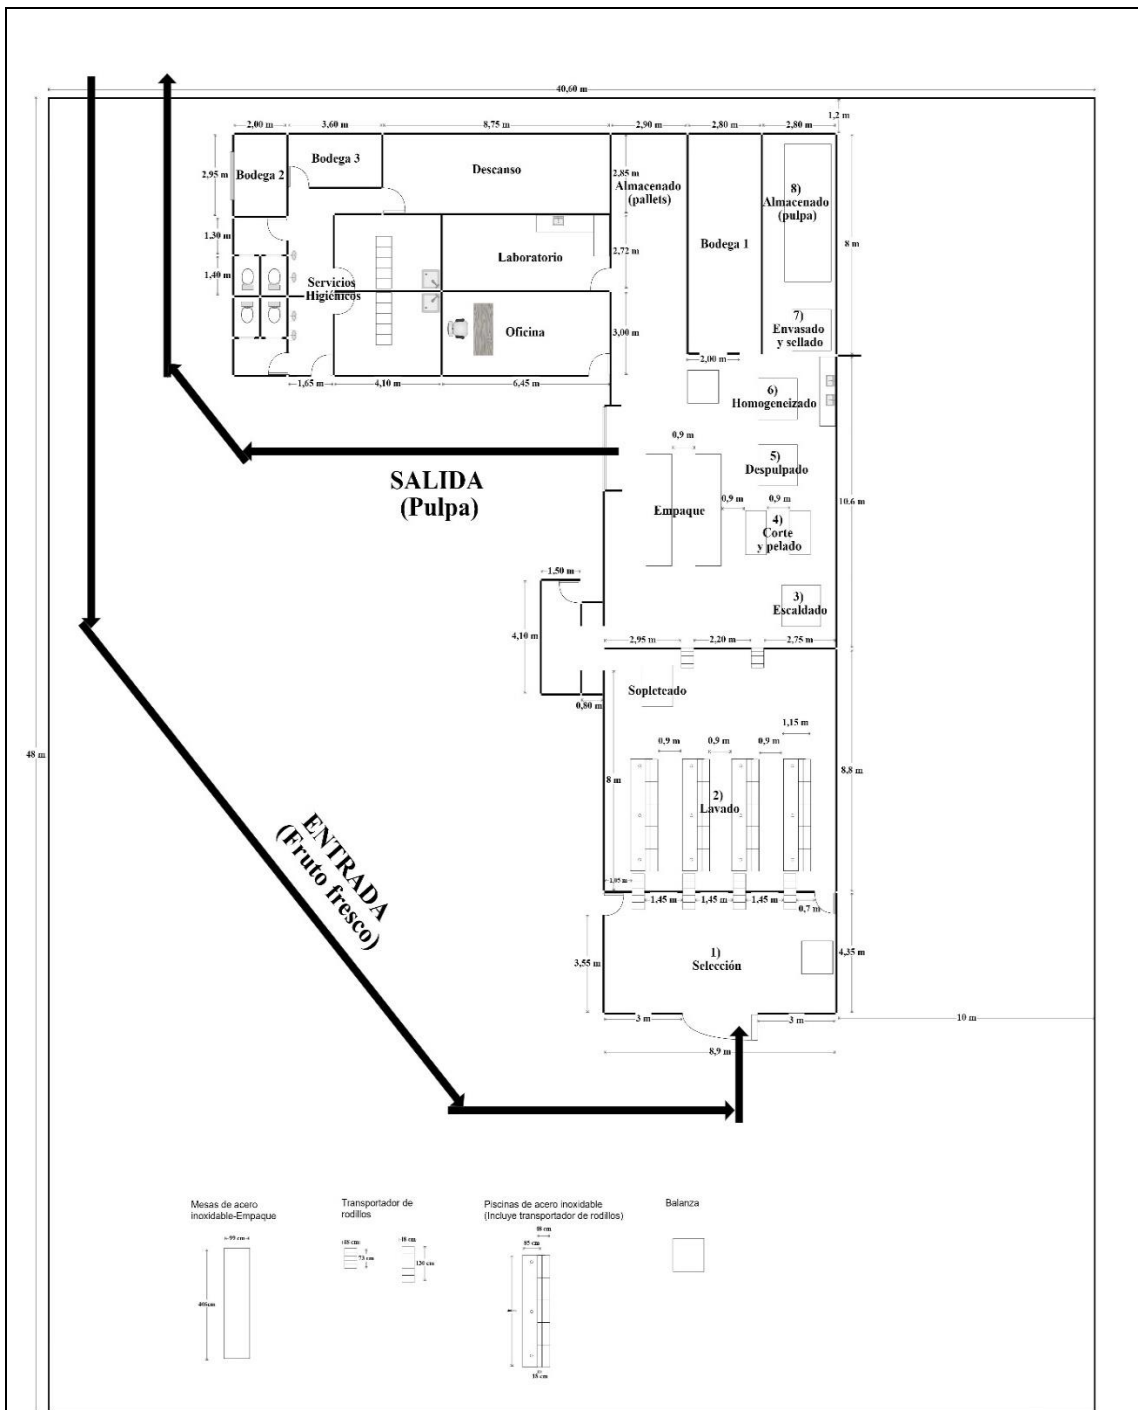 40,60 m
1,2 m
2,00 m
3,60 m
8,75 m
2,90 m
2,80 m
2,80 m
2,95 m
Bodega 2
Bodega 3
Descanso
2,85 m
Almacenado
(pallets)
8)
Almacenado
(pulpa)
Bodega 1
8 m
1,30 m
1,40 m
Servicios
Higiénicos
Laboratorio
2,72 m
Oficina
3,00 m
7)
Envasado
y sellado
2,00 m
1,65 m
4,10 m
6,45 m
6)
Homogeneizado
0,9 m
5)
Despulpado
SALIDA
(Pulpa)
Empaque
0,9 m
0,9 m
10.6 m
4)
Corte
y pelado
1.50 m
3)
Escaldado
4,10 m
2,95 m
2,20 m
2,75 m
Sopleteado
0,80 m
1,15 m
48 m
0,9 m
0,9 m
0,9 m
8 m
8,8 m
2)
Lavado
ENTRADA
(Fruto fresco)
1,05 m
1,45 m
1,45 m
1,45 m
0,7 m
3,55 m
1)
Selección
4,35 m
3 m
3 m
10 m
8,9 m
Mesas de acero
inoxidable-Empaque
Transportador de
rodillos
Piscinas de acero inoxidable
(Incluye transportador de rodillos)
Balanza